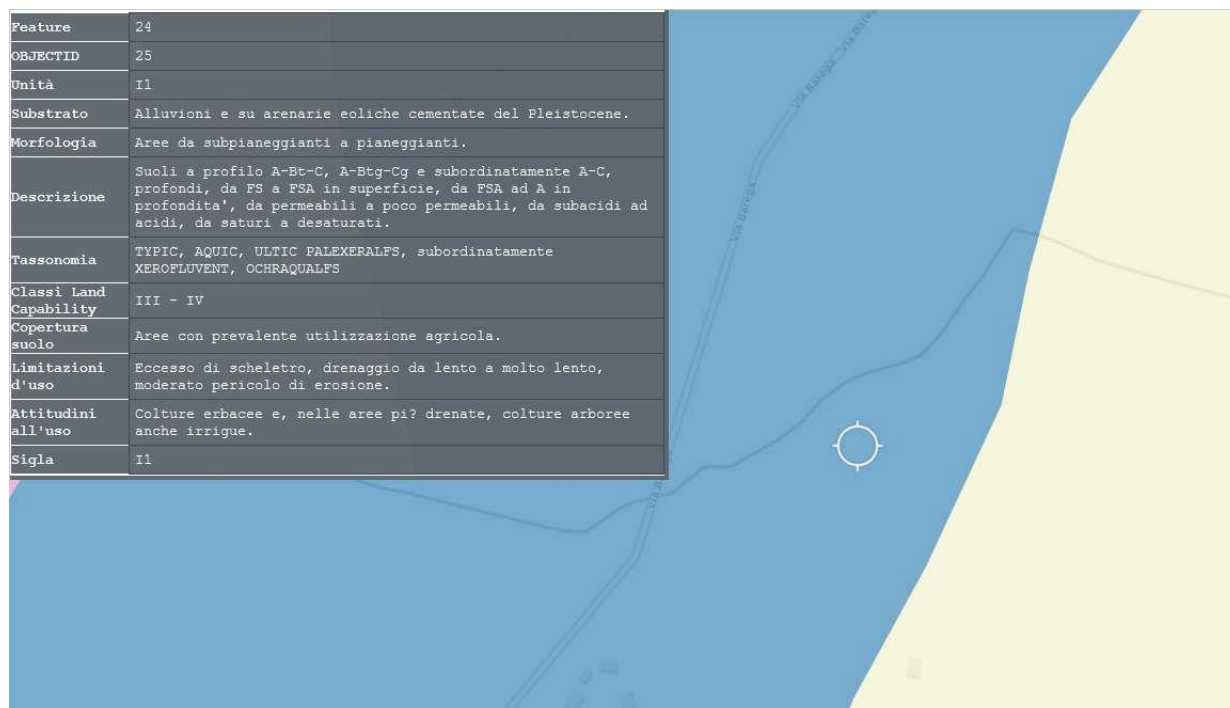 Feature 24
OBJECTID 25
Unità I1
Substrato Alluvioni e su arenarie eoliche cementate del Pleistocene.
Morfologia Aree da subpianeggianti a pianeggianti.
Descrizione Suoli a profilo A-Bt-C, A-Btg-Cg e subordinatamente A-C,
profondi, da FS a FSA in superficie, da FSA ad A in
profondita', da permeabili a poco permeabili, da subacidi ad
acidi, da saturi a desaturati.
Tassonomia TYPIC, AQUIC, ULTIC PALEXERALFS, subordinatamente
XEROFLUVENT, OCHRAQUALFS
Classi Land
Capability III - IV
Copertura
suolo Aree con prevalente utilizzazione agricola.
Limitazioni
d'uso Eccesso di scheletro, drenaggio da lento a molto lento,
moderato pericolo di erosione.
Attitudini
all'uso Colture erbacee e, nelle aree pi? drenate, colture arboree
anche irrigue.
Sigla I1
Via Balega
Via Balega
Via Balega